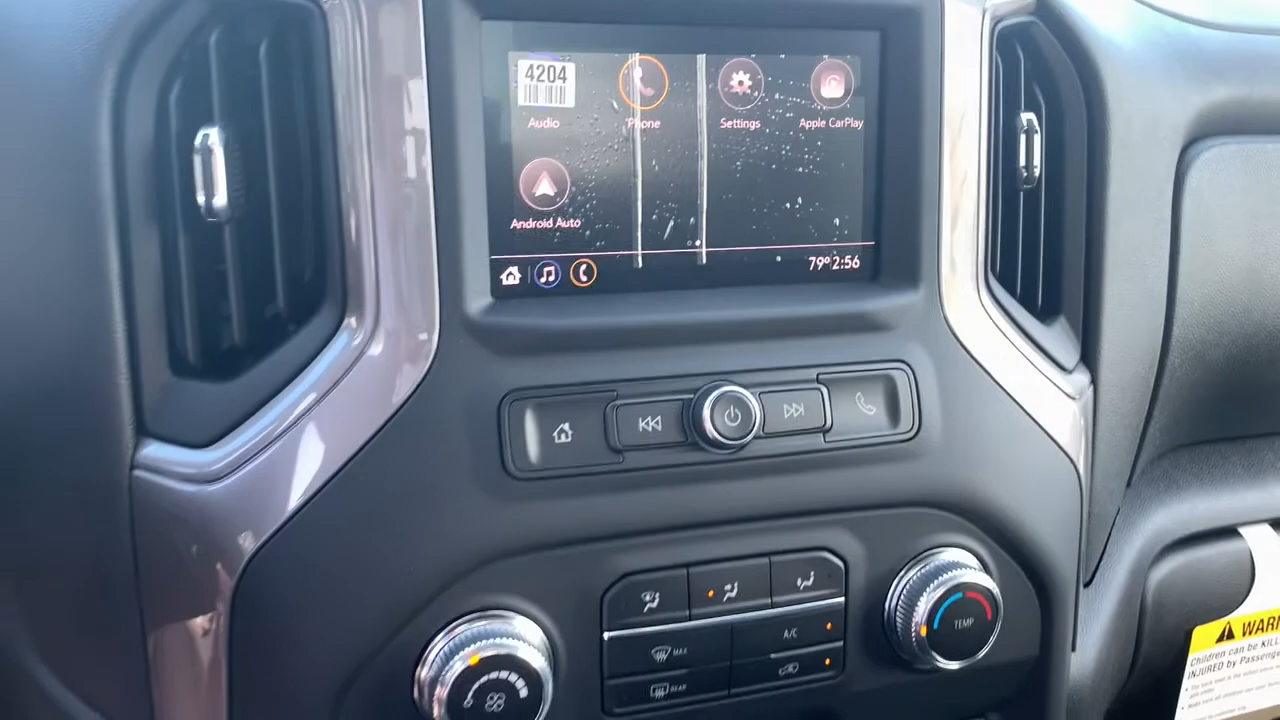 4204
Audio
Phone
Settings
Apple CarPlay
Android Auto
79° 2:56
MAX
A/C
REAR
TEMP
WARN
Children can be KILL
INJURED by Passenge